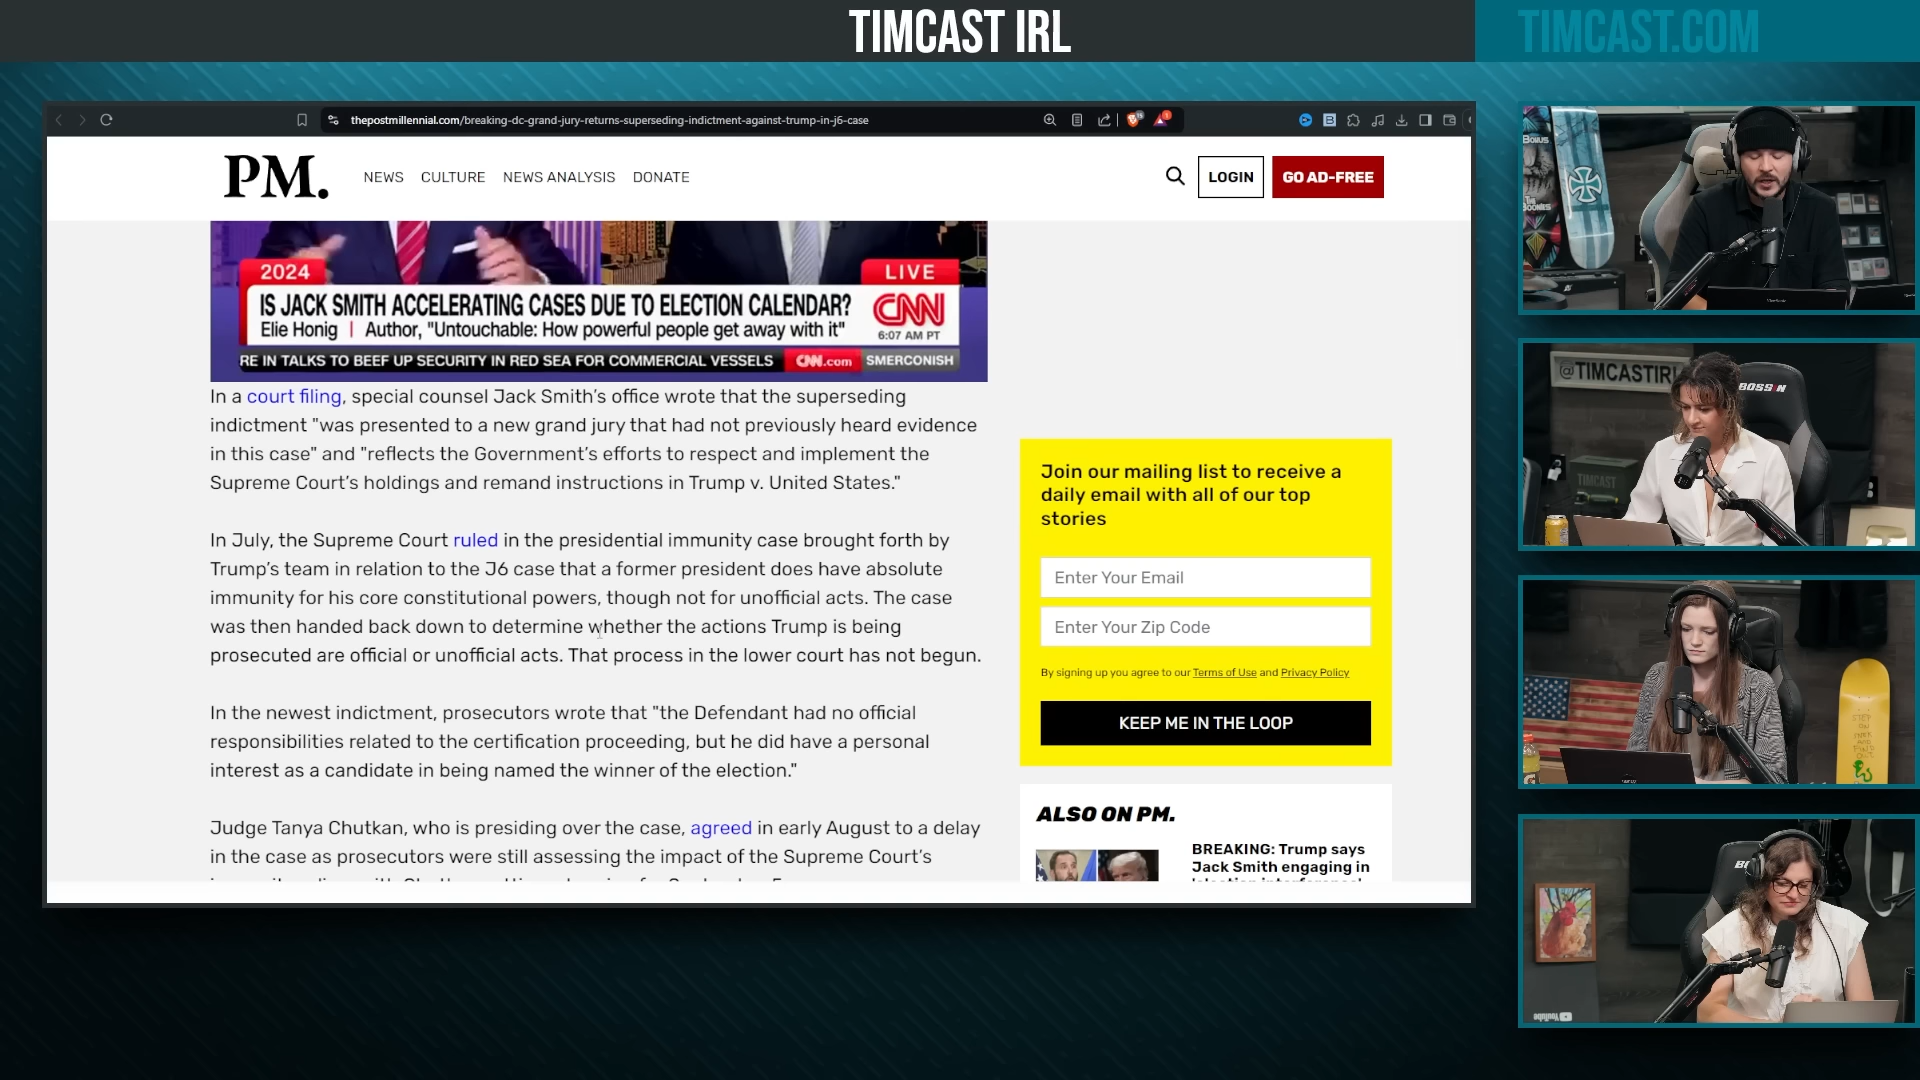 TIMCAST IRL
TIMCAST.COM
thepostmillennial.com/breaking-dc-grand-jury-returns-superseding-indictment-against-trump-in-j6-case
PM.
NEWS CULTURE NEWS ANALYSIS DONATE
LOGIN
GO AD-FREE
2024
LIVE
IS JACK SMITH ACCELERATING CASES DUE TO ELECTION CALENDAR?
Elie Honig | Author, "Untouchable: How powerful people get away with it"
CNN
6:07 AM PT
RE IN TALKS TO BEEF UP SECURITY IN RED SEA FOR COMMERCIAL VESSELS
CNN.com
SMERCONISH
In a court filing, special counsel Jack Smith's office wrote that the superseding
indictment "was presented to a new grand jury that had not previously heard evidence
in this case" and "reflects the Government's efforts to respect and implement the
Supreme Court's holdings and remand instructions in Trump v. United States."
In July, the Supreme Court ruled in the presidential immunity case brought forth by
Trump's team in relation to the J6 case that a former president does have absolute
immunity for his core constitutional powers, though not for unofficial acts. The case
was then handed back down to determine whether the actions Trump is being
prosecuted are official or unofficial acts. That process in the lower court has not begun.
In the newest indictment, prosecutors wrote that "the Defendant had no official
responsibilities related to the certification proceeding, but he did have a personal
interest as a candidate in being named the winner of the election."
Judge Tanya Chutkan, who is presiding over the case, agreed in early August to a delay
in the case as prosecutors were still assessing the impact of the Supreme Court's
Join our mailing list to receive a
daily email with all of our top
stories
Enter Your Email
Enter Your Zip Code
By signing up you agree to our Terms of Use and Privacy Policy
KEEP ME IN THE LOOP
ALSO ON PM.
BREAKING: Trump says
Jack Smith engaging in
@TIMCASTIRL
BOSSIN
TIMCAST